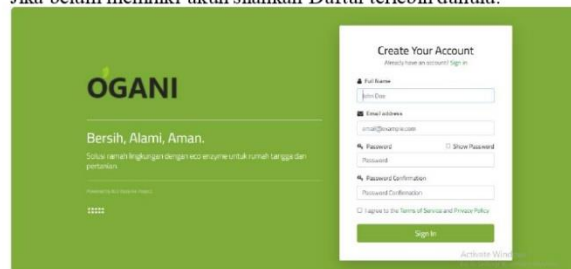 Jika belum memiliki akun silahkan Daftar terlebih dahulu.
OGANI
Bersih, Alami, Aman.
Solusi ramah lingkungan dengan eco enzyme untuk rumah tangga dan
pertanian
Create Your Account
Already have an account? Sign in
Full Name
John Doe
Email address
email@example.com
Password
Show Password
Password
Password Confirmation
Password Confirmation
I agree to the Terms of Service and Privacy Policy
Sign In